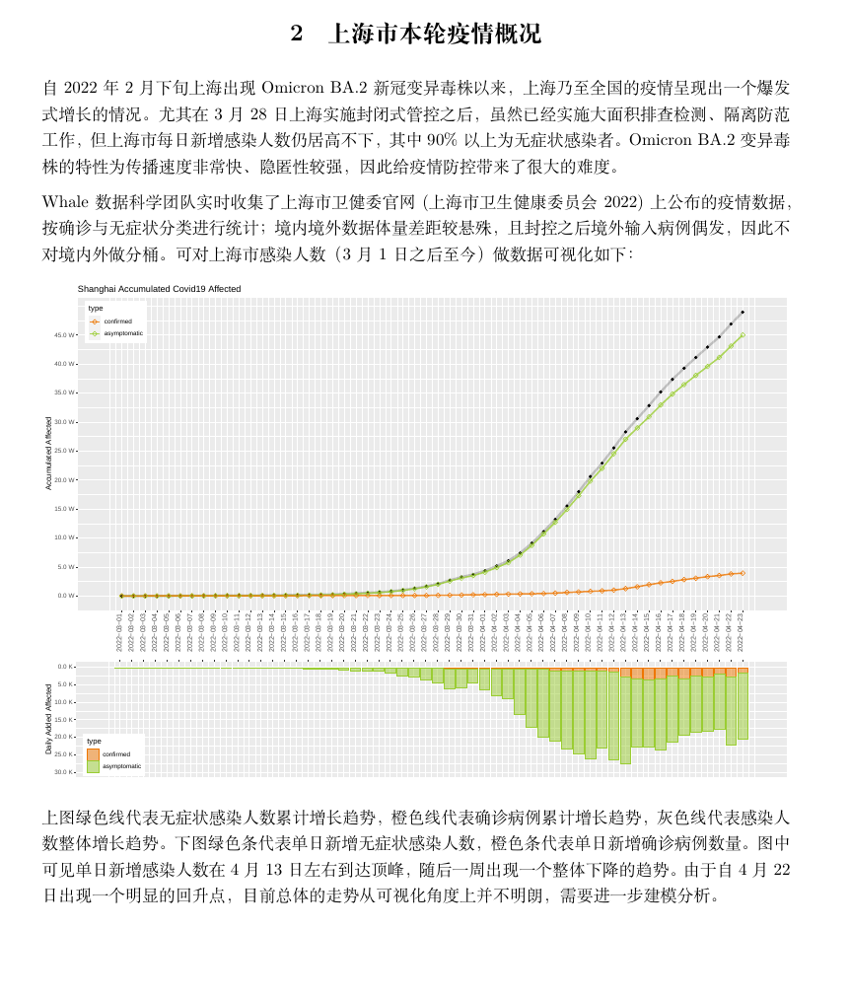 2 上海市本轮疫情概况
自 2022 年 2 月下旬上海出现 Omicron BA.2 新冠变异毒株以来，上海乃至全国的疫情呈现出一个爆发
式增长的情况。尤其在 3 月 28 日上海实施封闭式管控之后，虽然已经实施大面积排查检测、隔离防范
工作，但上海市每日新增感染人数仍居高不下，其中 90% 以上为无症状感染者。Omicron BA.2 变异毒
株的特性为传播速度非常快、隐匿性较强，因此给疫情防控带来了很大的难度。
Whale 数据科学团队实时收集了上海市卫健委官网 (上海市卫生健康委员会 2022) 上公布的疫情数据，
按确诊与无症状分类进行统计；境内境外数据体量差距较悬殊，且封控之后境外输入病例偶发，因此不
对境内外做分桶。可对上海市感染人数（3 月 1 日之后至今）做数据可视化如下：
Shanghai Accumulated Covid19 Affected
type
confirmed
asymptomatic
Accumulated Affected
45.0 W
40.0 W
35.0 W
30.0 W
25.0 W
20.0 W
15.0 W
10.0 W
5.0 W
0.0 W
2022-03-01
2022-03-02
2022-03-03
2022-03-04
2022-03-05
2022-03-06
2022-03-07
2022-03-08
2022-03-09
2022-03-10
2022-03-11
2022-03-12
2022-03-13
2022-03-14
2022-03-15
2022-03-16
2022-03-17
2022-03-18
2022-03-19
2022-03-20
2022-03-21
2022-03-22
2022-03-23
2022-03-24
2022-03-25
2022-03-26
2022-03-27
2022-03-28
2022-03-29
2022-03-30
2022-03-31
2022-04-01
2022-04-02
2022-04-03
2022-04-04
2022-04-05
2022-04-06
2022-04-07
2022-04-08
2022-04-09
2022-04-10
2022-04-11
2022-04-12
2022-04-13
2022-04-14
2022-04-15
2022-04-16
2022-04-17
2022-04-18
2022-04-19
2022-04-20
2022-04-21
2022-04-22
2022-04-23
Daily Added Affected
0.0 K
5.0 K
10.0 K
15.0 K
20.0 K
25.0 K
30.0 K
type
confirmed
asymptomatic
上图绿色线代表无症状感染人数累计增长趋势，橙色线代表确诊病例累计增长趋势，灰色线代表感染人
数整体增长趋势。下图绿色条代表单日新增无症状感染人数，橙色条代表单日新增确诊病例数量。图中
可见单日新增感染人数在 4 月 13 日左右到达顶峰，随后一周出现一个整体下降的趋势。由于自 4 月 22
日出现一个明显的回升点，目前总体的走势从可视化角度上并不明朗，需要进一步建模分析。